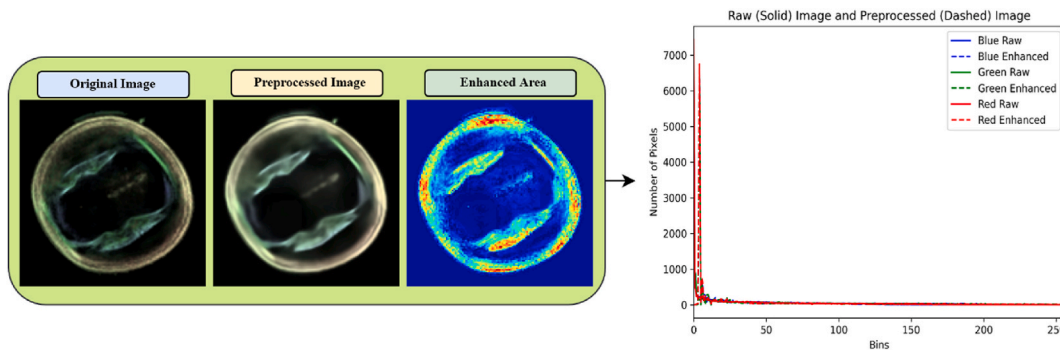 Original Image
Preprocessed Image
Enhanced Area
Raw (Solid) Image and Preprocessed (Dashed) Image
Number of Pixels
7000
6000
5000
4000
3000
2000
1000
0
Blue Raw
Blue Enhanced
Green Raw
Green Enhanced
Red Raw
Red Enhanced
0
50
100
150
200
Bins